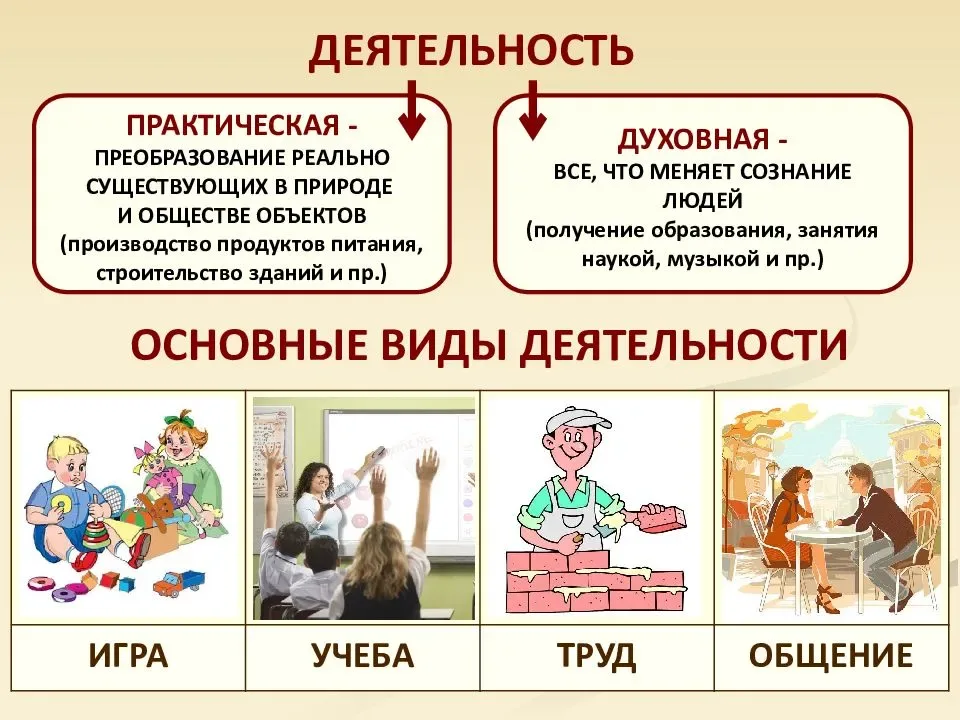 ДЕЯТЕЛЬНОСТЬ
ПРАКТИЧЕСКАЯ -
ПРЕОБРАЗОВАНИЕ РЕАЛЬНО
СУЩЕСТВУЮЩИХ В ПРИРОДЕ
И ОБЩЕСТВЕ ОБЪЕКТОВ
(производство продуктов питания,
строительство зданий и пр.)
ДУХОВНАЯ -
ВСЕ, ЧТО МЕНЯЕТ СОЗНАНИЕ
ЛЮДЕЙ
(получение образования, занятия
наукой, музыкой и пр.)
ОСНОВНЫЕ ВИДЫ ДЕЯТЕЛЬНОСТИ
ИГРА
УЧЕБА
ТРУД
ОБЩЕНИЕ